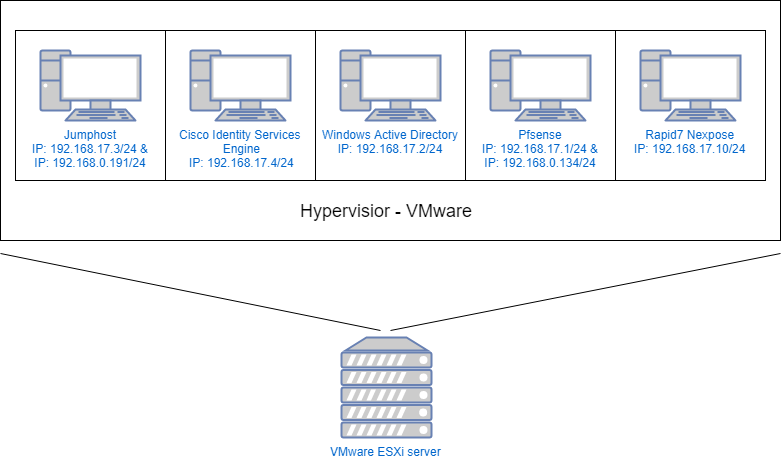 Jumphost
IP: 192.168.17.3/24 &
IP: 192.168.0.191/24
Cisco Identity Services
Engine
IP: 192.168.17.4/24
Windows Active Directory
IP: 192.168.17.2/24
Pfsense
IP: 192.168.17.1/24 &
IP: 192.168.0.134/24
Rapid7 Nexpose
IP: 192.168.17.10/24
Hypervisior - VMware
VMware ESXi server